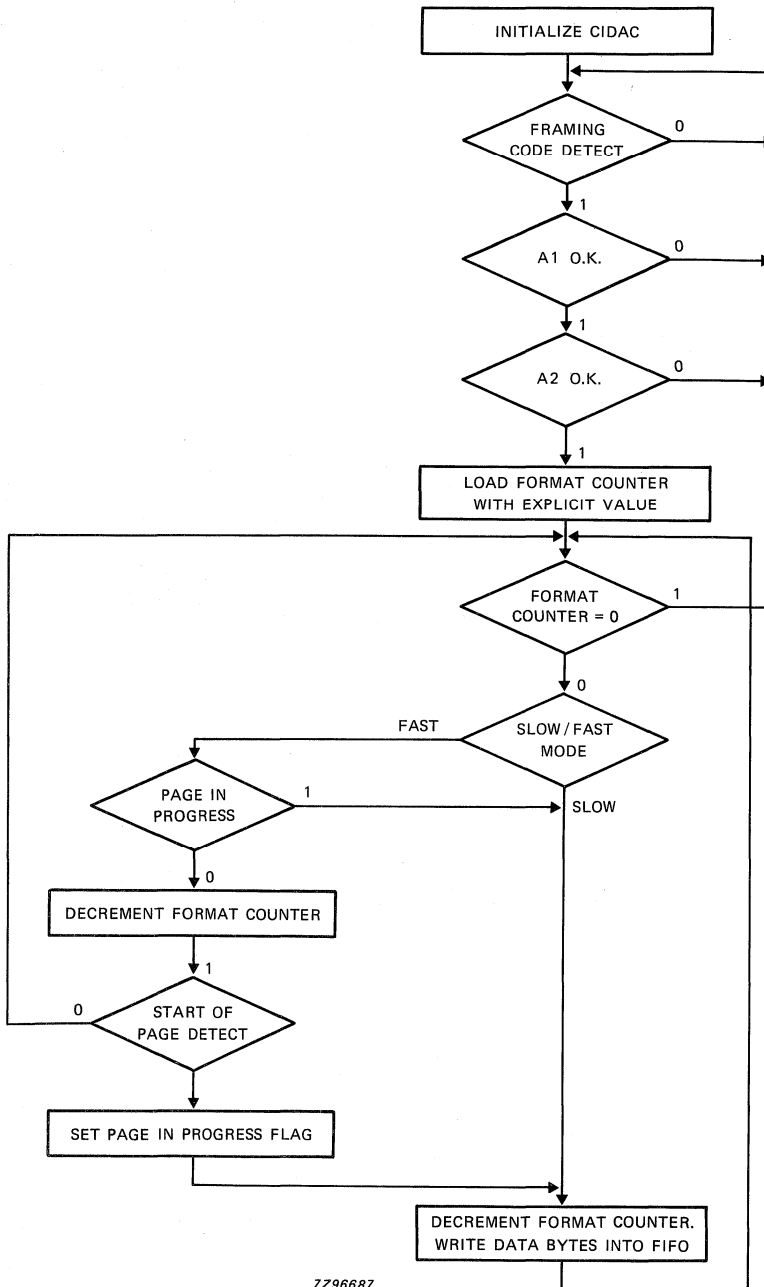 INITIALIZE CIDAC
FRAMING
CODE DETECT
0
1
A1 O.K.
0
1
A2 O.K.
0
1
LOAD FORMAT COUNTER
WITH EXPLICIT VALUE
FORMAT
COUNTER = 0
1
0
SLOW/FAST
MODE
FAST
PAGE IN
PROGRESS
1
SLOW
0
DECREMENT FORMAT COUNTER
1
START OF
PAGE DETECT
0
SET PAGE IN PROGRESS FLAG
DECREMENT FORMAT COUNTER.
WRITE DATA BYTES INTO FIFO
7Z96687